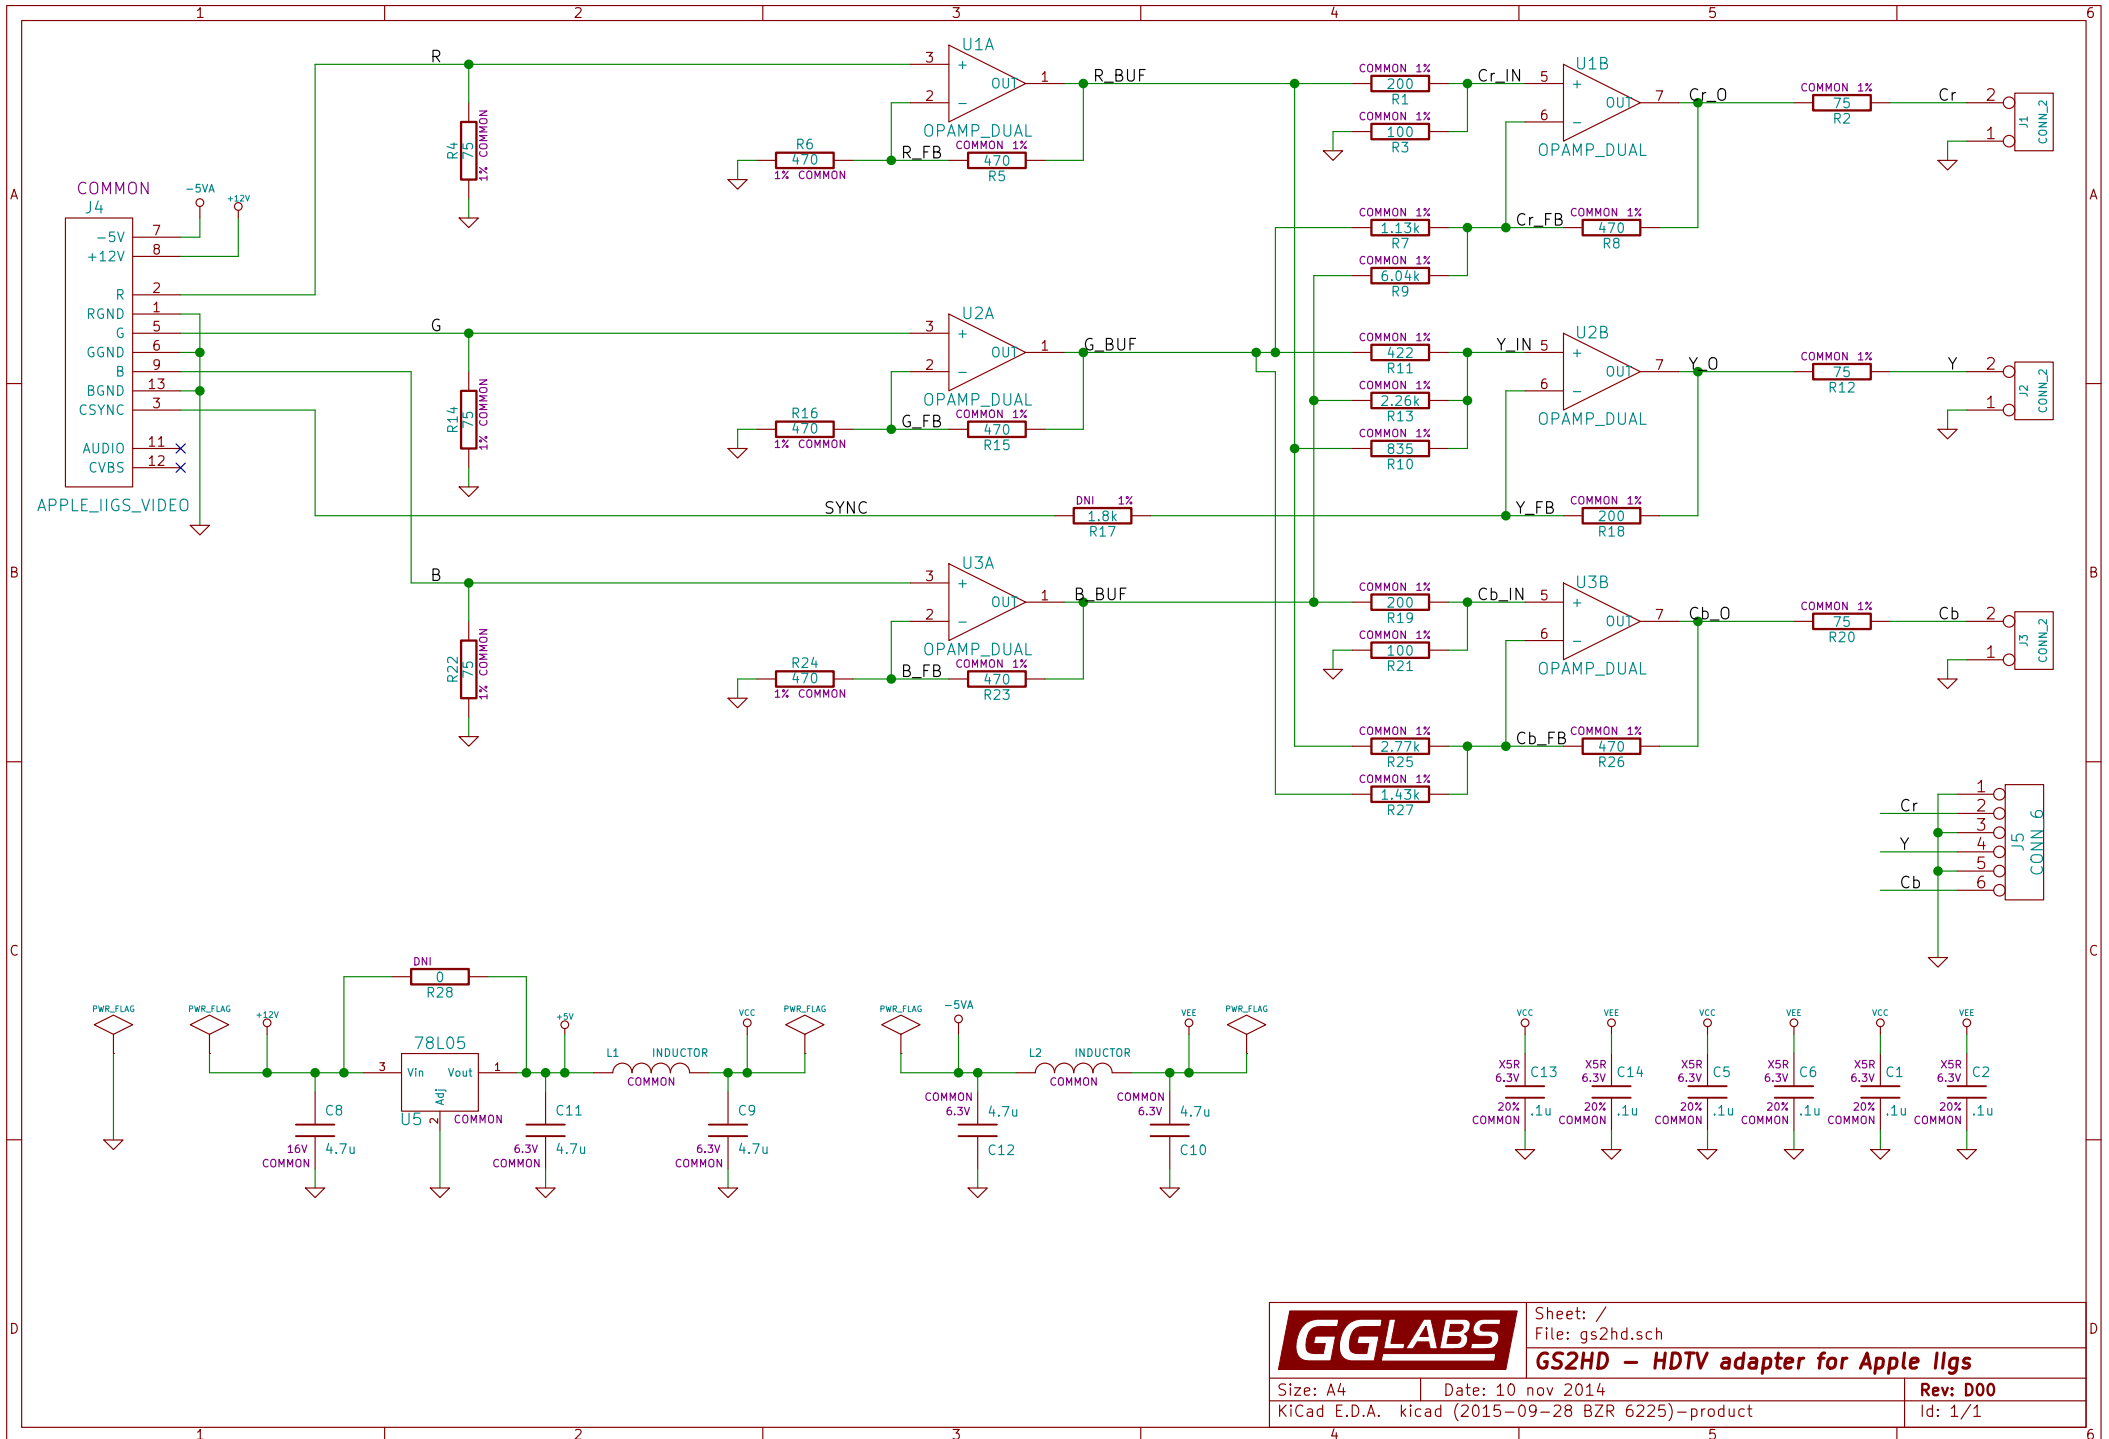 1 2 3 4 5 6
A
B
C
D
COMMON
J4
-5VA
+12V
-5V 7
+12V 8
R 2
RGND 1
G 5
GGND 6
B 9
BGND 13
CSYNC 3
AUDIO 11
CVBS 12
APPLE_IIGS_VIDEO
R
R4
75
1% COMMON
U1A
3 +
2 −
OUT 1
OPAMP_DUAL
R_BUF
R6
470
1% COMMON
R_FB
COMMON 1%
470
R5
COMMON 1%
200
R1
COMMON 1%
100
R3
Cr_IN
U1B
5 +
6 −
OUT 7
OPAMP_DUAL
Cr_O
COMMON 1%
75
R2
Cr
2
1
J1
CONN_2
COMMON 1%
1.13k
R7
COMMON 1%
6.04k
R9
Cr_FB
COMMON 1%
470
R8
G
R14
75
1% COMMON
U2A
3 +
2 −
OUT 1
OPAMP_DUAL
G_BUF
R16
470
1% COMMON
G_FB
COMMON 1%
470
R15
COMMON 1%
422
R11
COMMON 1%
2.26k
R13
COMMON 1%
835
R10
Y_IN
U2B
5 +
6 −
OUT 7
OPAMP_DUAL
Y_O
COMMON 1%
75
R12
Y
2
1
J2
CONN_2
SYNC
DNI 1%
1.8k
R17
Y_FB
COMMON 1%
200
R18
B
R22
75
1% COMMON
U3A
3 +
2 −
OUT 1
OPAMP_DUAL
B_BUF
R24
470
1% COMMON
B_FB
COMMON 1%
470
R23
COMMON 1%
200
R19
COMMON 1%
100
R21
Cb_IN
U3B
5 +
6 −
OUT 7
OPAMP_DUAL
Cb_O
COMMON 1%
75
R20
Cb
2
1
J3
CONN_2
COMMON 1%
2.77k
R25
COMMON 1%
1.43k
R27
Cb_FB
COMMON 1%
470
R26
1
Cr 2
3
Y 4
5
Cb 6
J5
CONN_6
PWR_FLAG
PWR_FLAG
+12V
DNI
0
R28
78L05
3 Vin Vout 1
Adj
2
U5
COMMON
C8
4.7u
16V
COMMON
+5V
C11
4.7u
6.3V
COMMON
L1 INDUCTOR
COMMON
VCC
PWR_FLAG
C9
4.7u
6.3V
COMMON
PWR_FLAG
-5VA
COMMON
6.3V
4.7u
C12
L2 INDUCTOR
COMMON
VEE
PWR_FLAG
COMMON
6.3V
4.7u
C10
VCC
X5R
6.3V
C13
20%
COMMON
.1u
VEE
X5R
6.3V
C14
20%
COMMON
.1u
VCC
X5R
6.3V
C5
20%
COMMON
.1u
VEE
X5R
6.3V
C6
20%
COMMON
.1u
VCC
X5R
6.3V
C1
20%
COMMON
.1u
VEE
X5R
6.3V
C2
20%
COMMON
.1u
GGLABS
Sheet: /
File: gs2hd.sch
GS2HD − HDTV adapter for Apple IIgs
Size: A4 Date: 10 nov 2014 Rev: D00
KiCad E.D.A. kicad (2015-09-28 BZR 6225)-product Id: 1/1
A
B
C
D
1 2 3 4 5 6